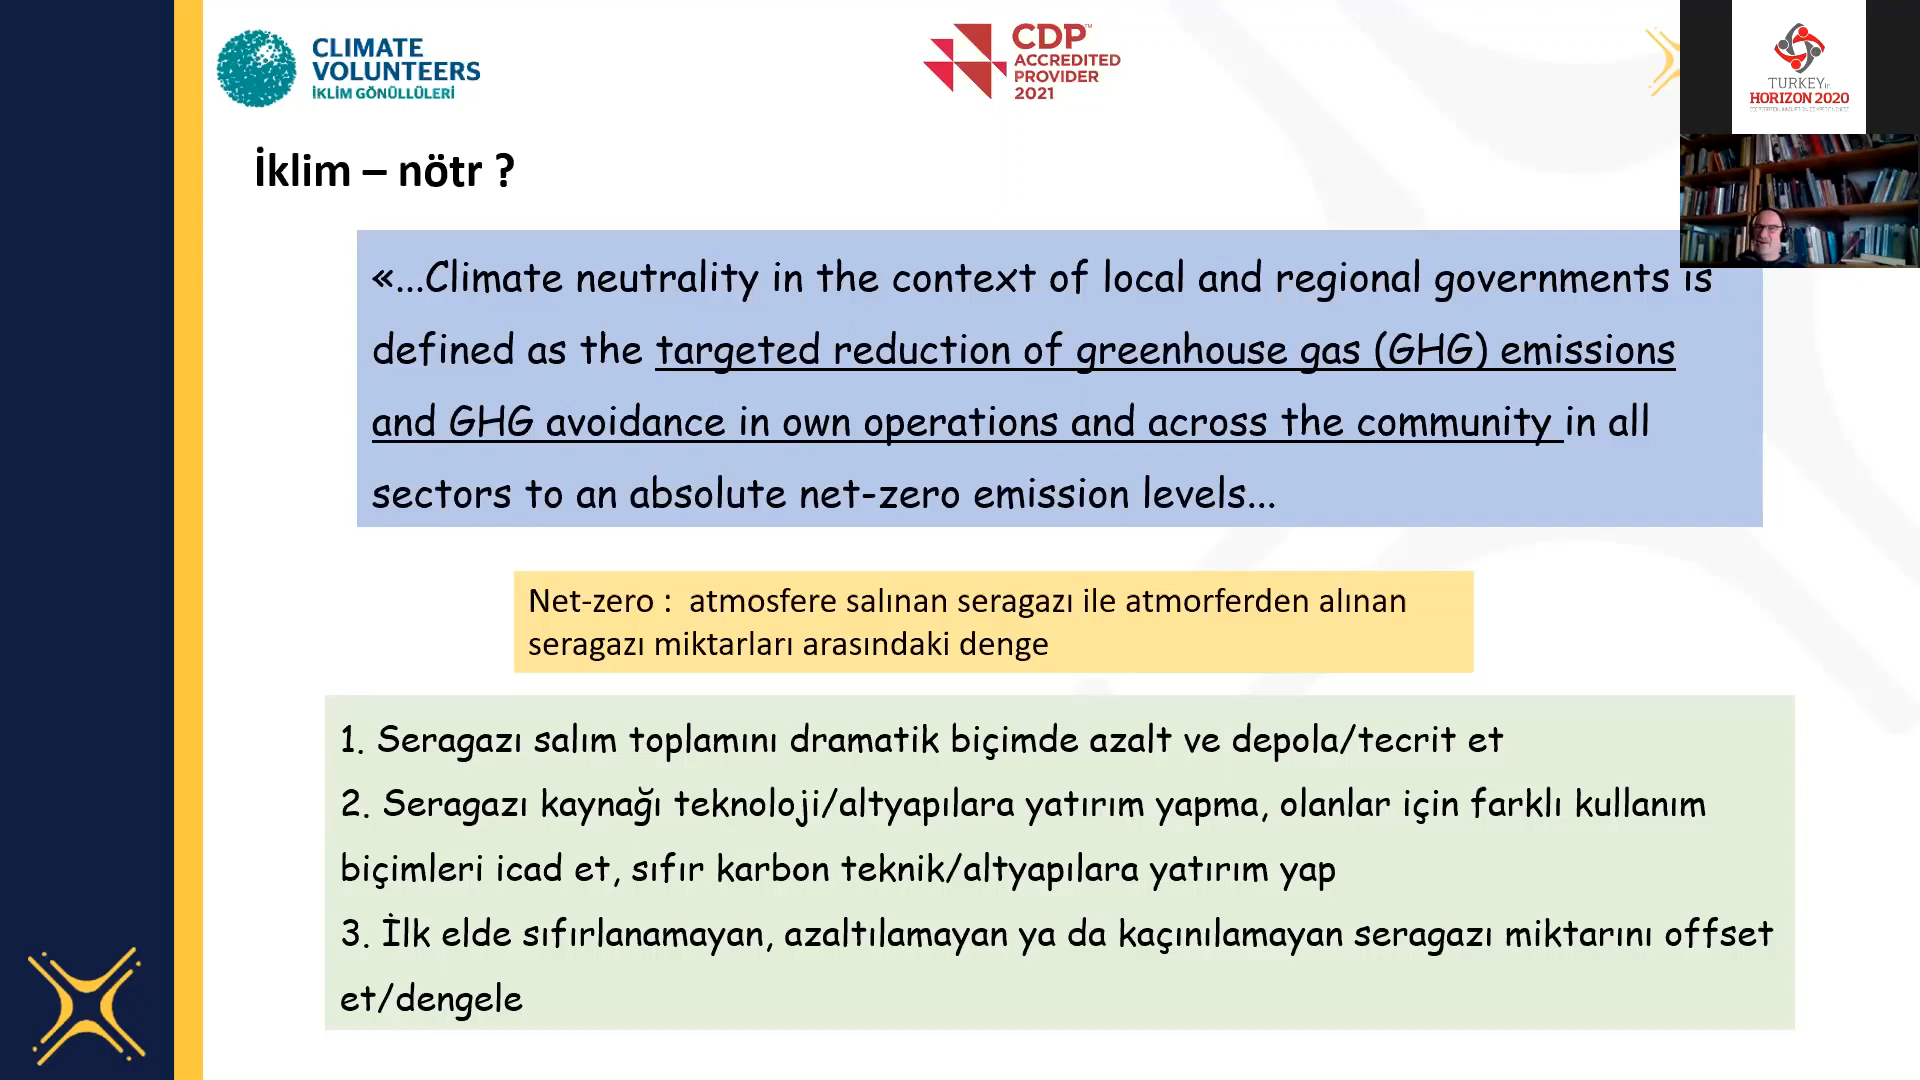 CLIMATE
VOLUNTEERS
İKLİM GÖNÜLLÜLERİ
CDP™
ACCREDITED
PROVIDER
2021
TURKEY in
HORIZON 2020
İklim – nötr ?
«...Climate neutrality in the context of local and regional governments is
defined as the targeted reduction of greenhouse gas (GHG) emissions
and GHG avoidance in own operations and across the community in all
sectors to an absolute net-zero emission levels...
Net-zero : atmosfere salınan seragazı ile atmorferden alınan
seragazı miktarları arasındaki denge
1. Seragazı salım toplamını dramatik biçimde azalt ve depola/tecrit et
2. Seragazı kaynağı teknoloji/altyapılara yatırım yapma, olanlar için farklı kullanım
biçimleri icad et, sıfır karbon teknik/altyapılara yatırım yap
3. İlk elde sıfırlanamayan, azaltılamayan ya da kaçınılamayan seragazı miktarını offset
et/dengele